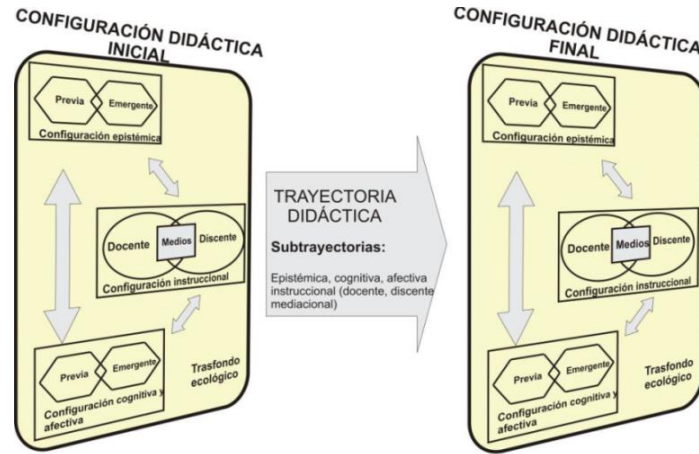 CONFIGURACIÓN DIDÁCTICA
INICIAL
Previa
Emergente
Configuración epistémica
Docente
Medios
Discente
Configuración instruccional
Previa
Emergente
Configuración cognitiva y
afectiva
Trasfondo
ecológico
TRAYECTORIA
DIDÁCTICA
Subtrayectorias:
Epistémica, cognitiva, afectiva
instruccional (docente, discente
mediacional)
CONFIGURACIÓN DIDÁCTICA
FINAL
Previa
Emergente
Configuración epistémica
Docente
Medios
Discente
Configuración instruccional
Previa
Emergente
Configuración cognitiva y
afectiva
Trasfondo
ecológico